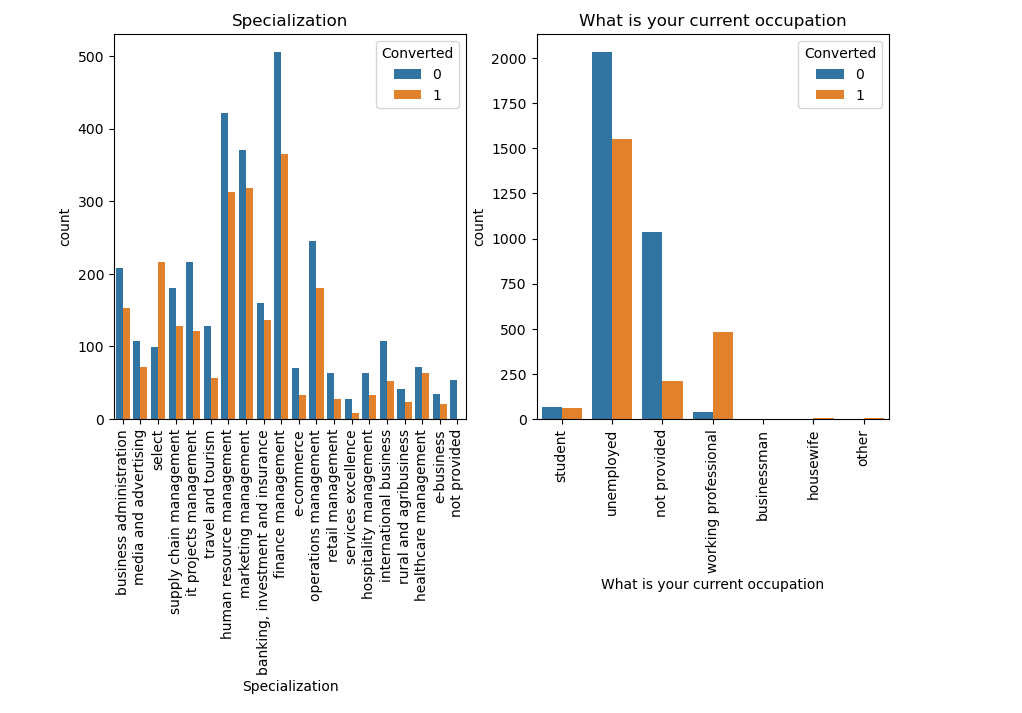 Specialization
count
500
400
300
200
100
0
Converted
0
1
business administration
media and advertising
select
supply chain management
it projects management
travel and tourism
human resource management
marketing management
banking, investment and insurance
finance management
e-commerce
operations management
retail management
services excellence
hospitality management
international business
rural and agribusiness
healthcare management
e-business
not provided
Specialization
What is your current occupation
count
2000
1750
1500
1250
1000
750
500
250
0
Converted
0
1
student
unemployed
not provided
working professional
businessman
housewife
other
What is your current occupation